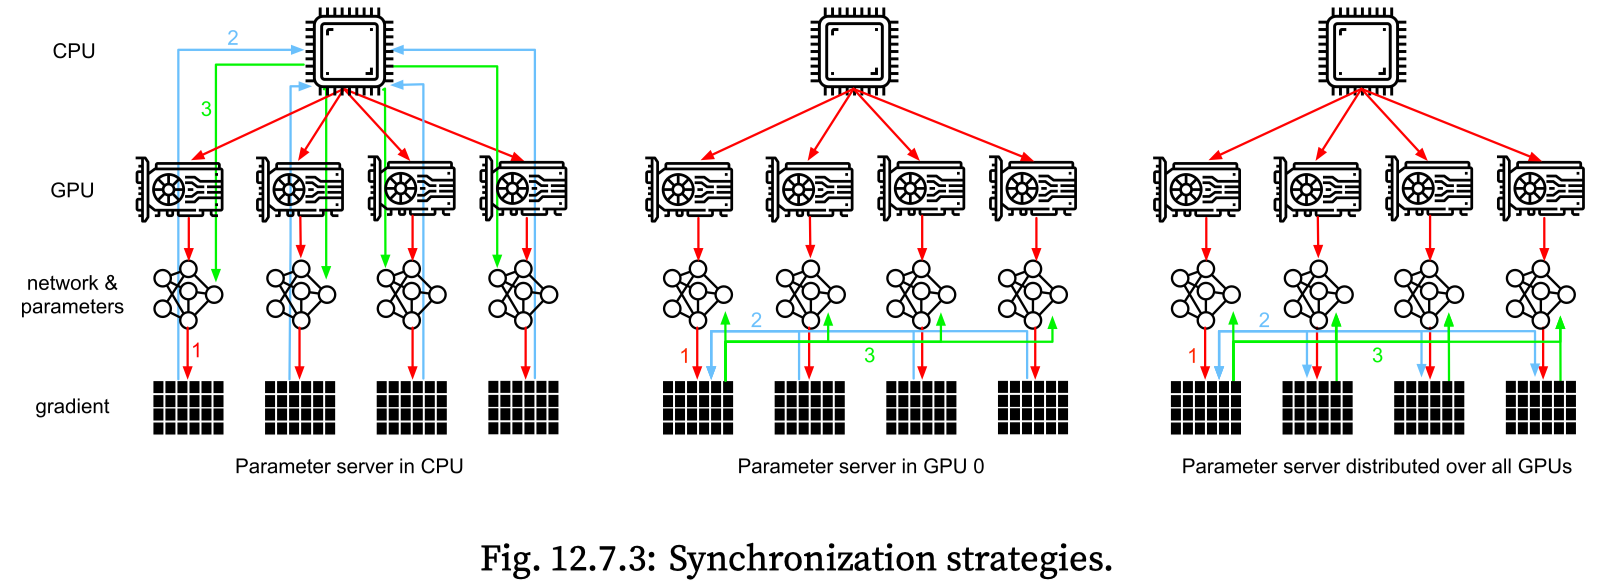 CPU
2
3
GPU
network &
parameters
1
2
1
3
2
1
3
gradient
Parameter server in CPU
Parameter server in GPU 0
Parameter server distributed over all GPUs
Fig. 12.7.3: Synchronization strategies.